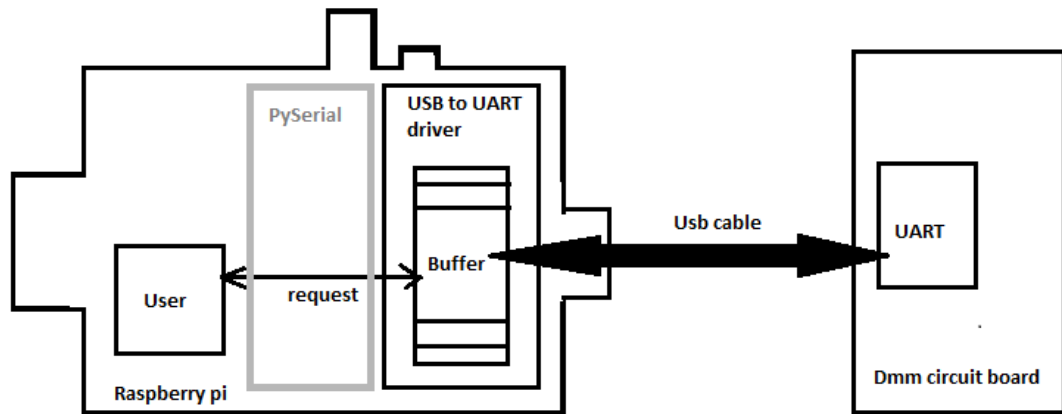 PySerial
USB to UART
driver
Usb cable
UART
Buffer
User
request
Raspberry pi
Dmm circuit board